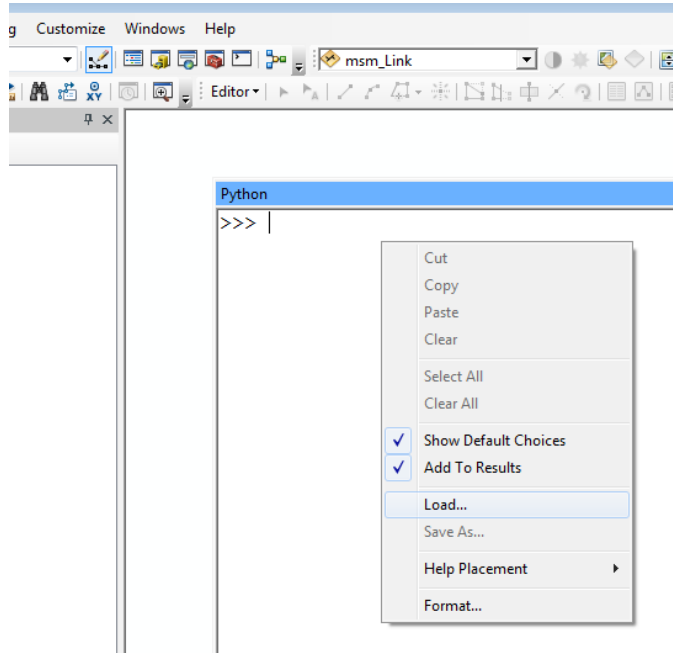 g Customize Windows Help
msm_Link
XY
Editor
Python
>>>
Cut
Copy
Paste
Clear
Select All
Clear All
Show Default Choices
Add To Results
Load...
Save As...
Help Placement
Format...